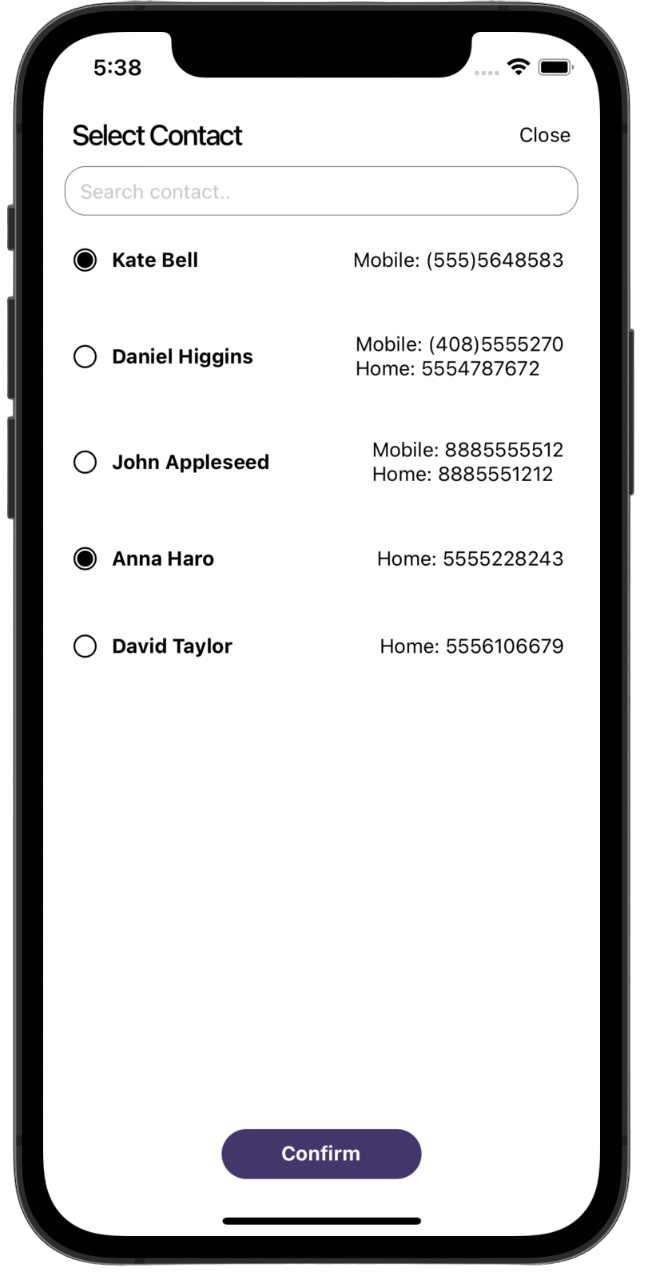 5:38
Select Contact Close
Search contact..
Kate Bell Mobile: (555)5648583
Daniel Higgins Mobile: (408)5555270
Home: 5554787672
John Appleseed Mobile: 8885555512
Home: 8885551212
Anna Haro Home: 5555228243
David Taylor Home: 5556106679
Confirm